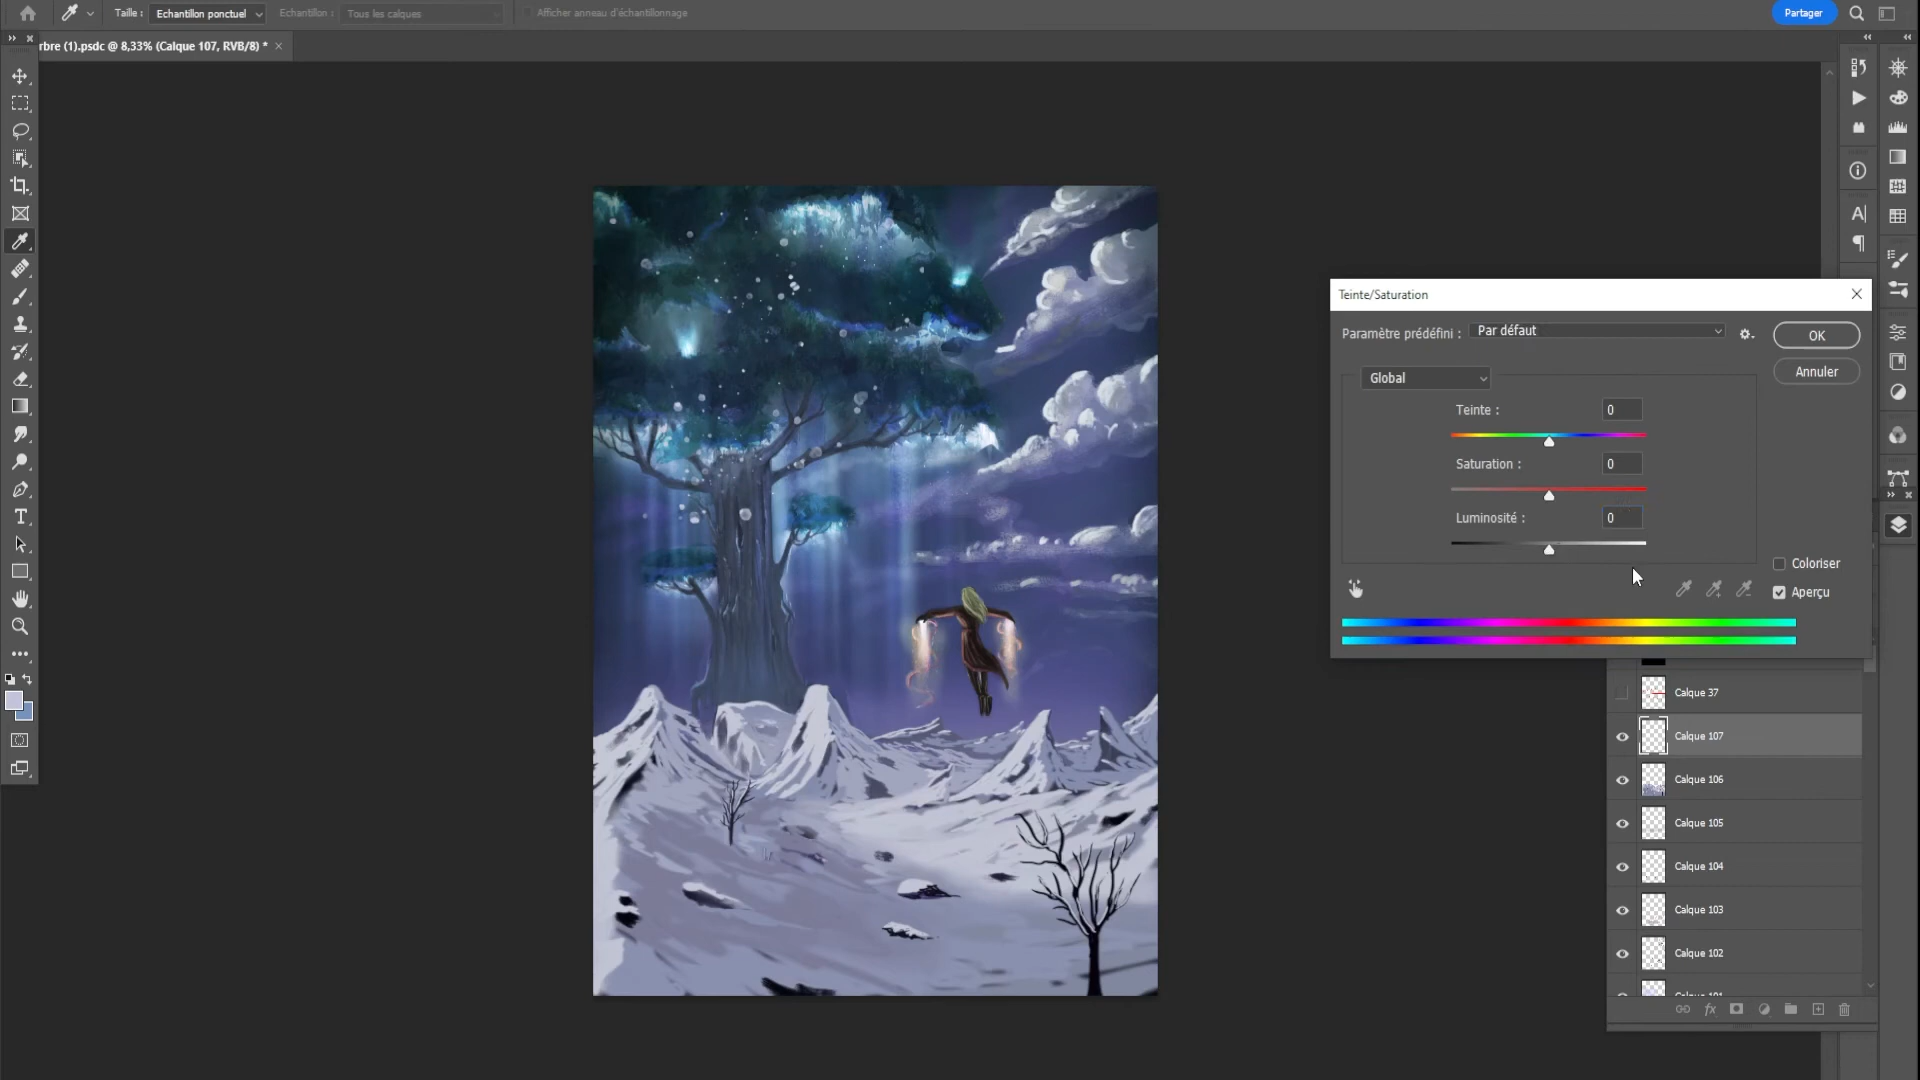 Taille : Echantillon ponctuel Echantillon : Tous les calques Afficher anneau d'échantillonnage Partager
rbre (1).psdc @ 8,33% (Calque 107, RVB/8) *
Teinte/Saturation
Paramètre prédéfini : Par défaut OK
Annuler
Global
Teinte : 0
Saturation : 0
Luminosité : 0
Coloriser
Aperçu
Calque 37
Calque 107
Calque 106
Calque 105
Calque 104
Calque 103
Calque 102
fx